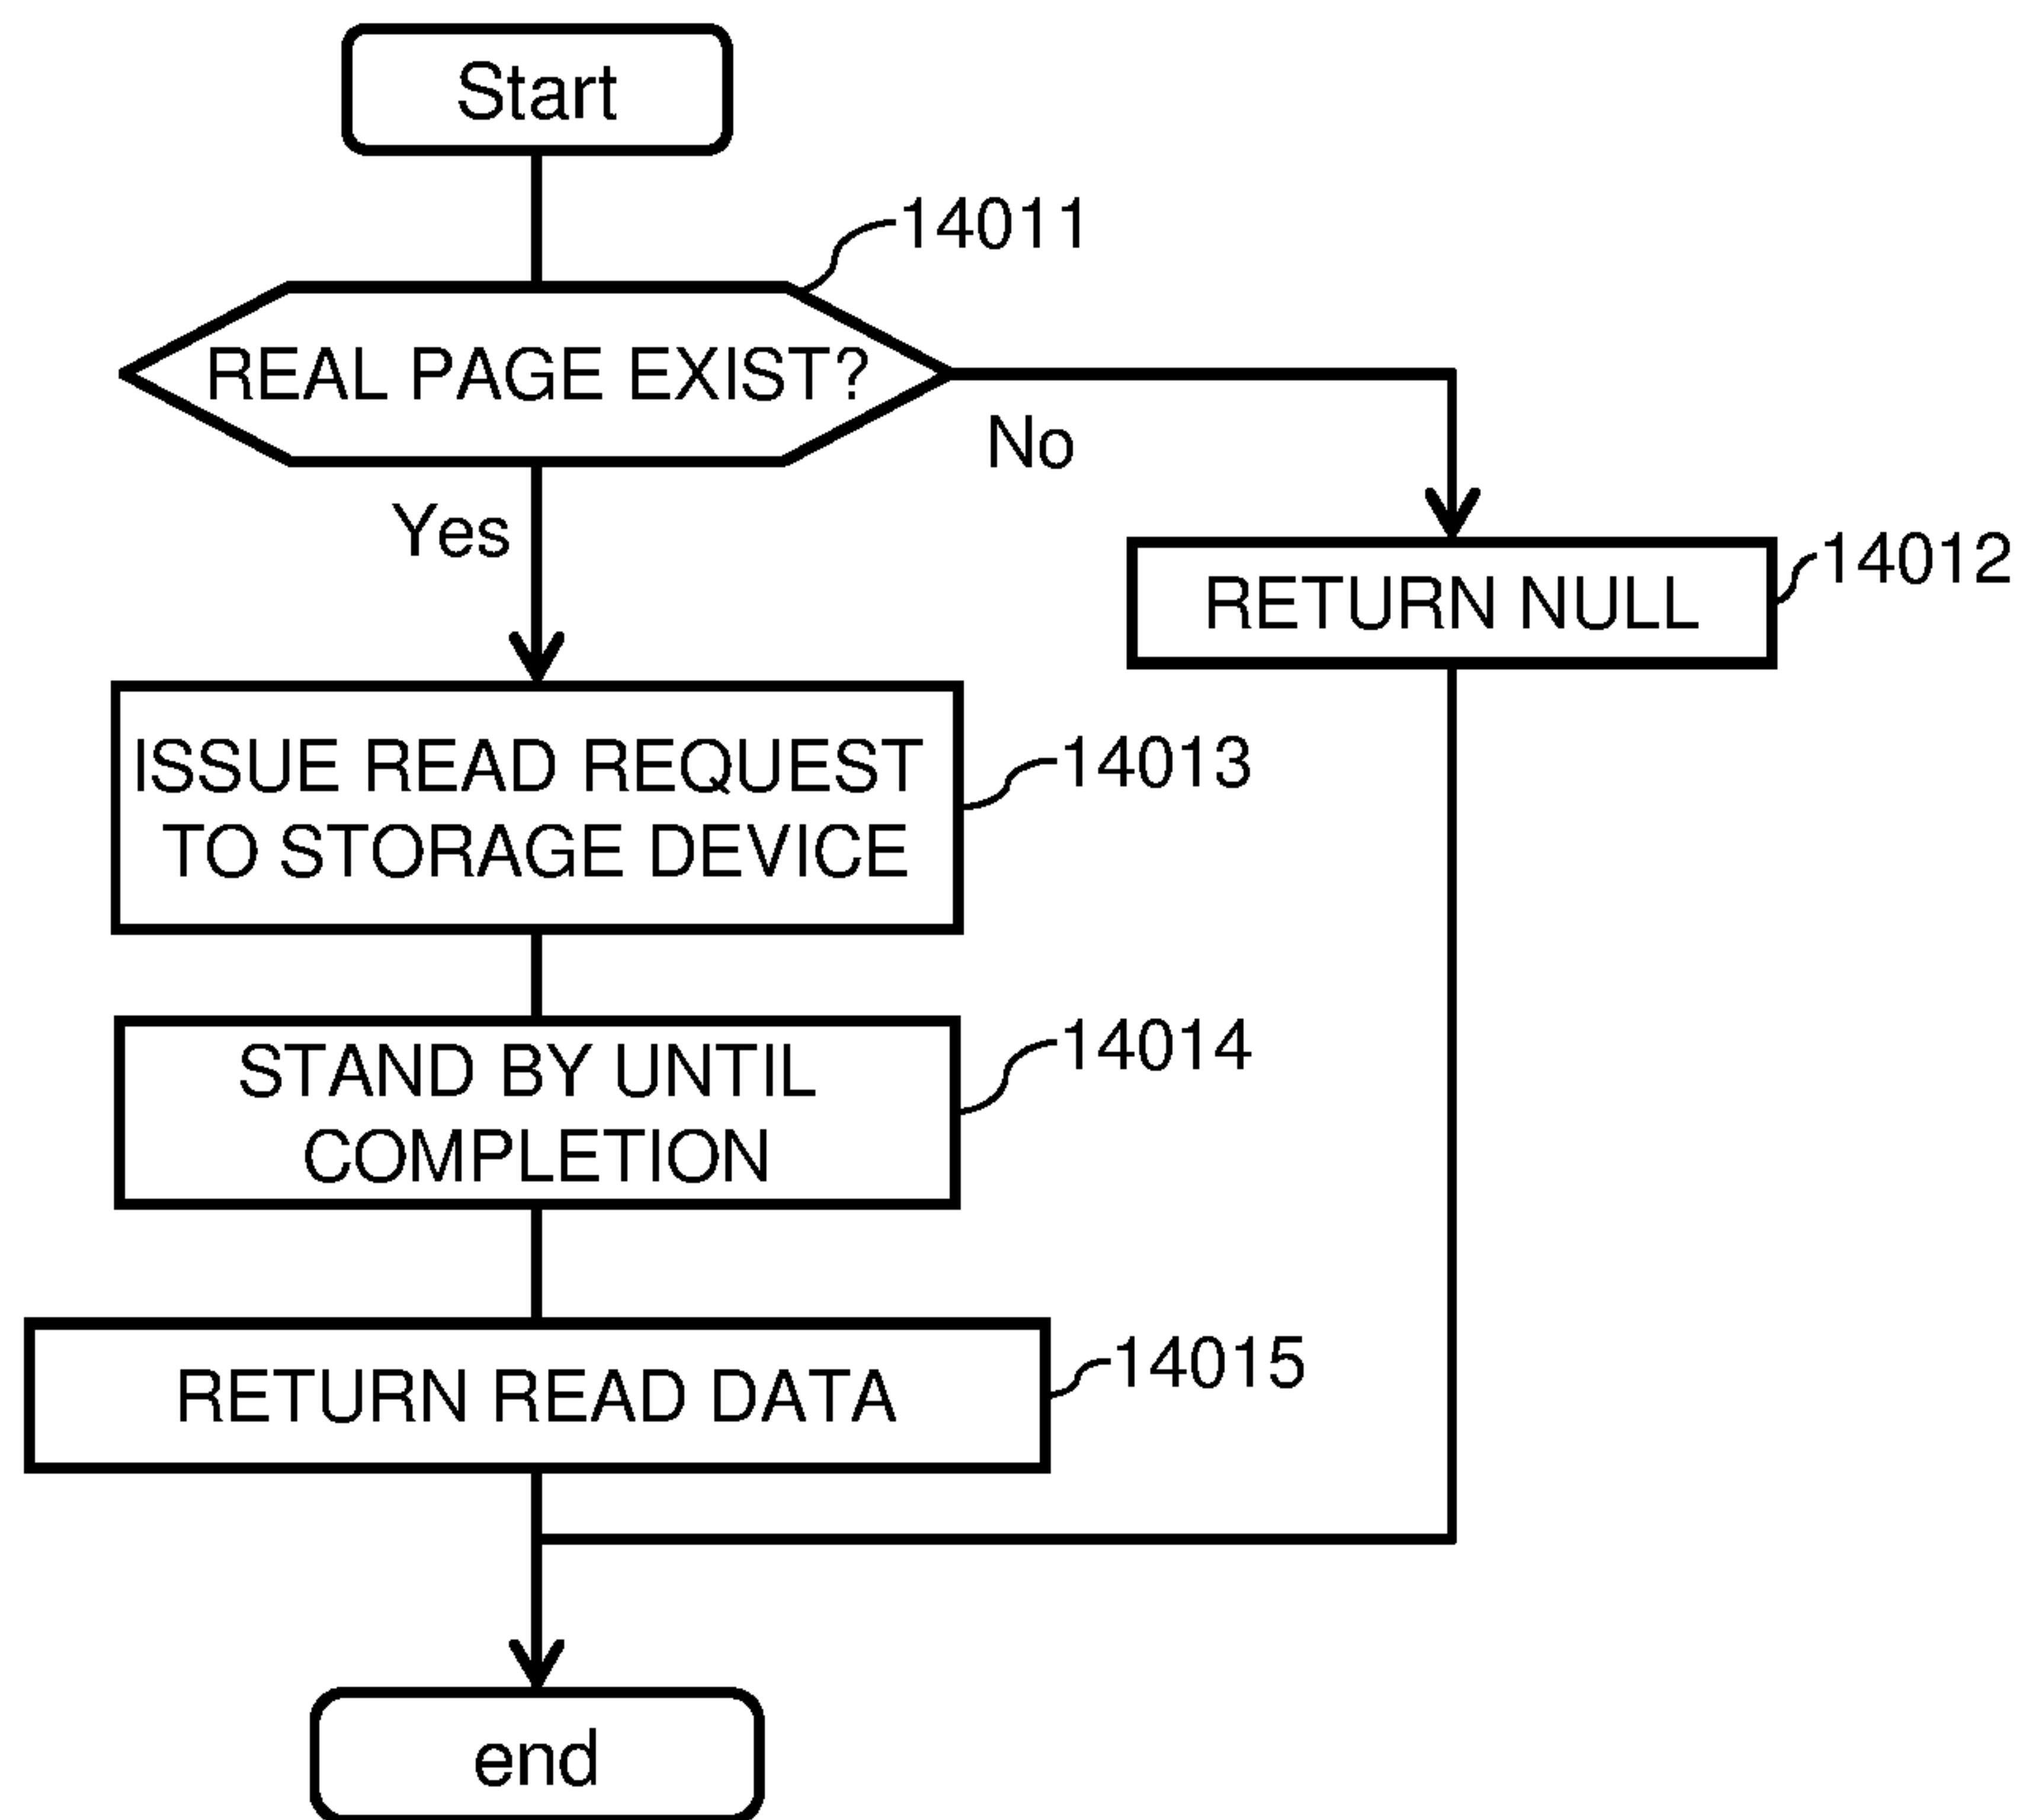 Start
14011
REAL PAGE EXIST?
No
Yes
14012
RETURN NULL
ISSUE READ REQUEST
TO STORAGE DEVICE
14013
STAND BY UNTIL
COMPLETION
14014
RETURN READ DATA
14015
end